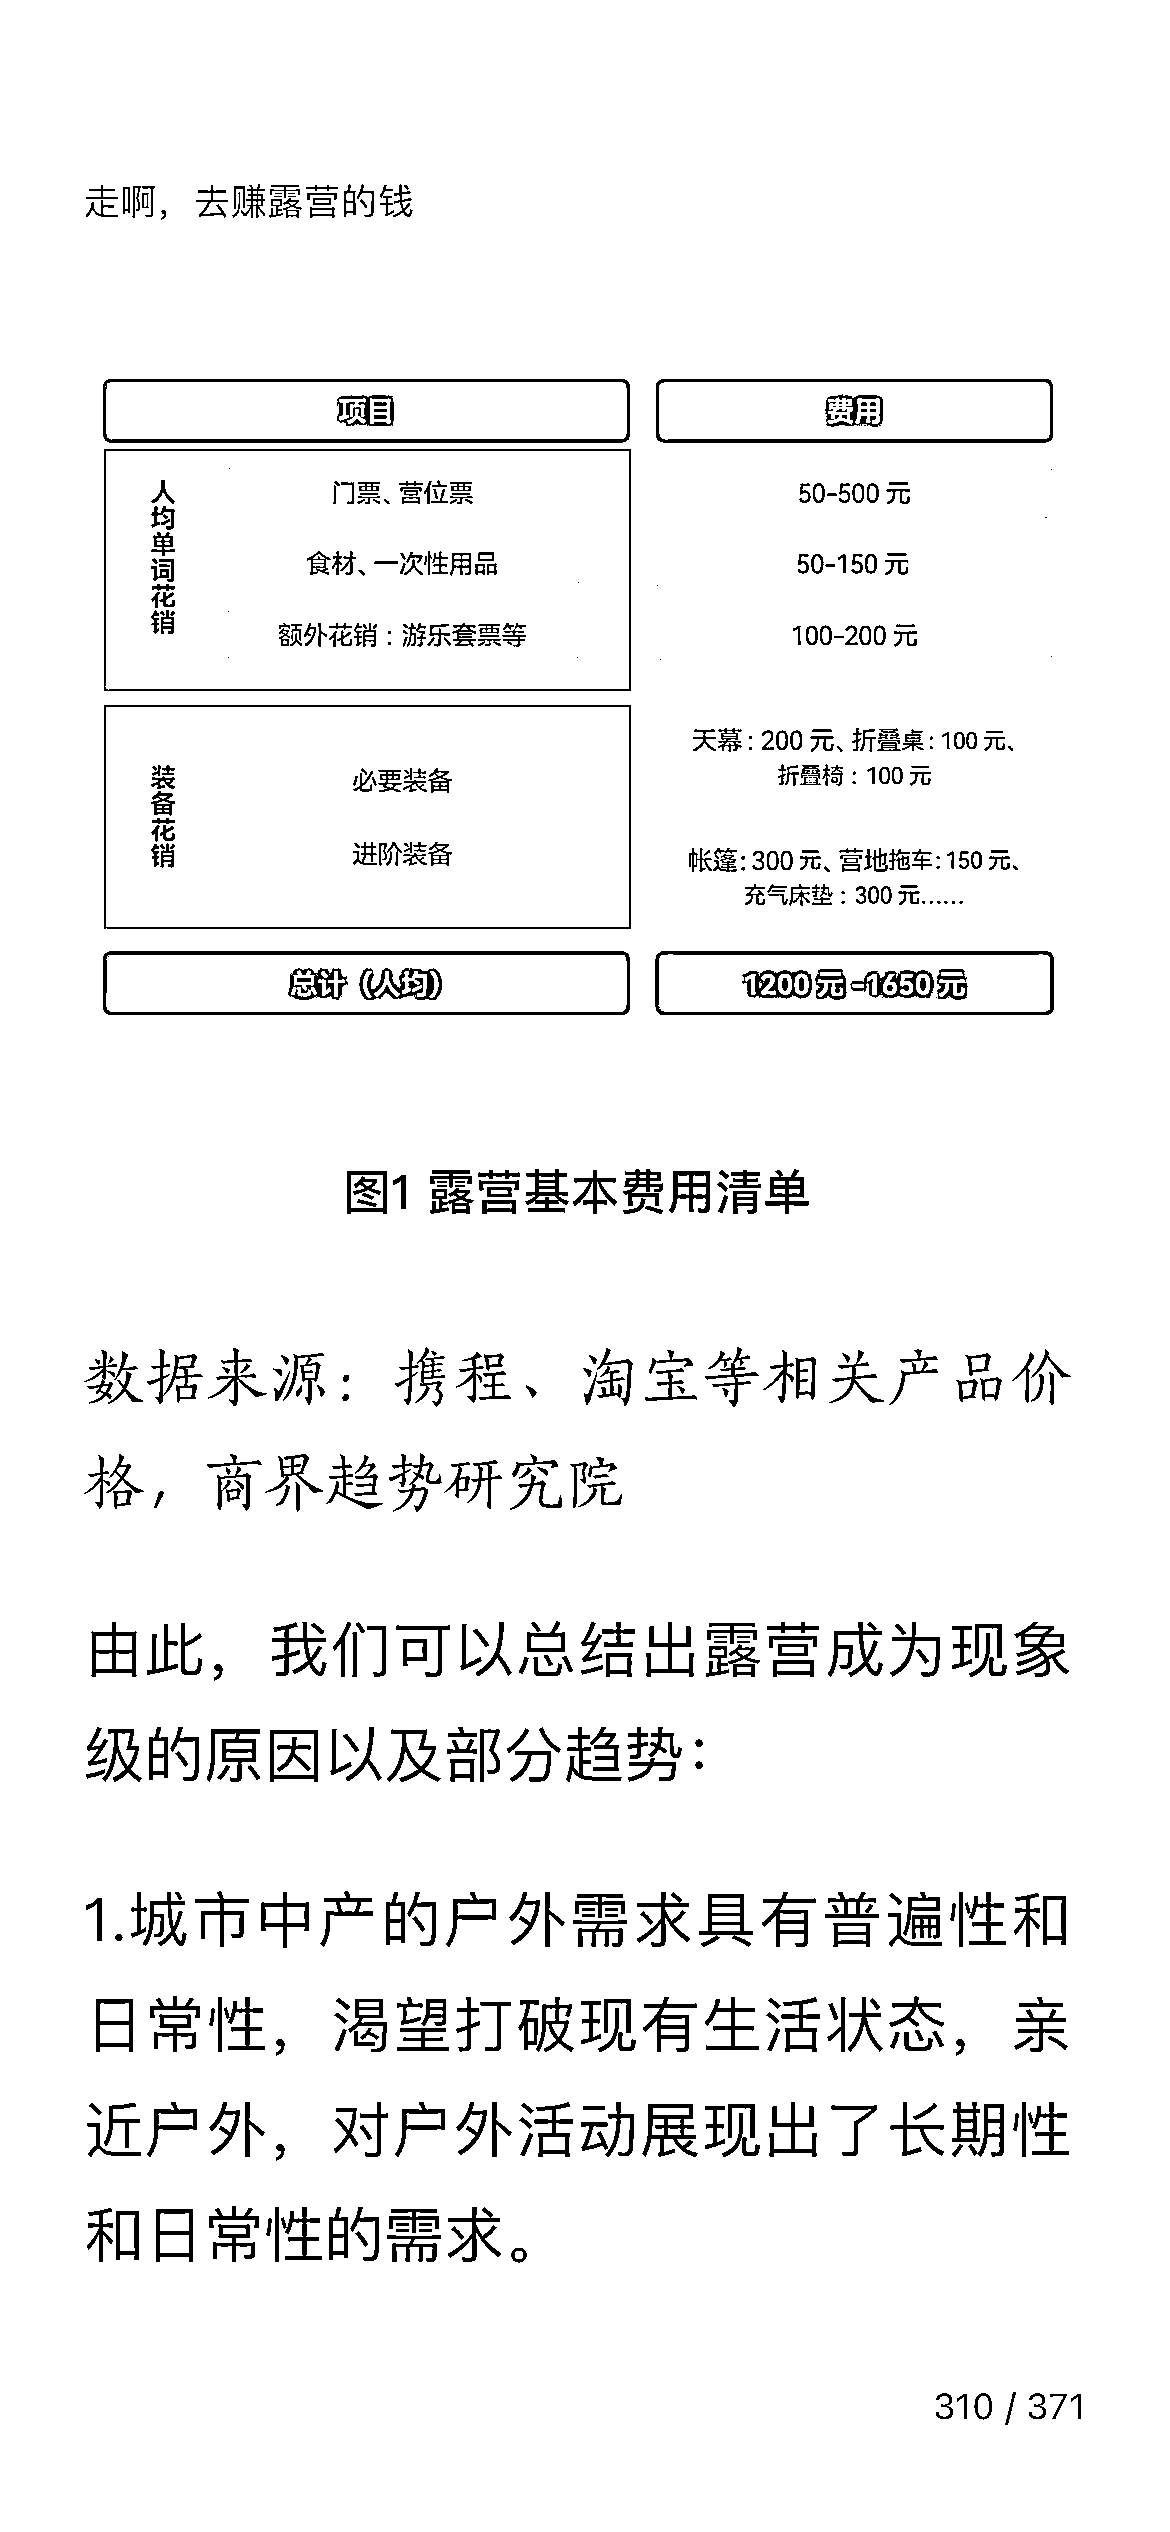 走啊，去赚露营的钱
项目 费用
人均单词花销
门票、营位票 50-500 元
食材、一次性用品 50-150 元
额外花销：游乐套票等 100-200 元
装备花销
必要装备
天幕：200 元、折叠桌：100 元、
折叠椅：100 元
进阶装备
帐篷：300 元、营地拖车：150 元、
充气床垫：300 元......
总计（人均） 1200 元-1650 元
图1 露营基本费用清单
数据来源：携程、淘宝等相关产品价
格，商界趋势研究院
由此，我们可以总结出露营成为现象
级的原因以及部分趋势：
1.城市中产的户外需求具有普遍性和
日常性，渴望打破现有生活状态，亲
近户外，对户外活动展现出了长期性
和日常性的需求。
310 / 371